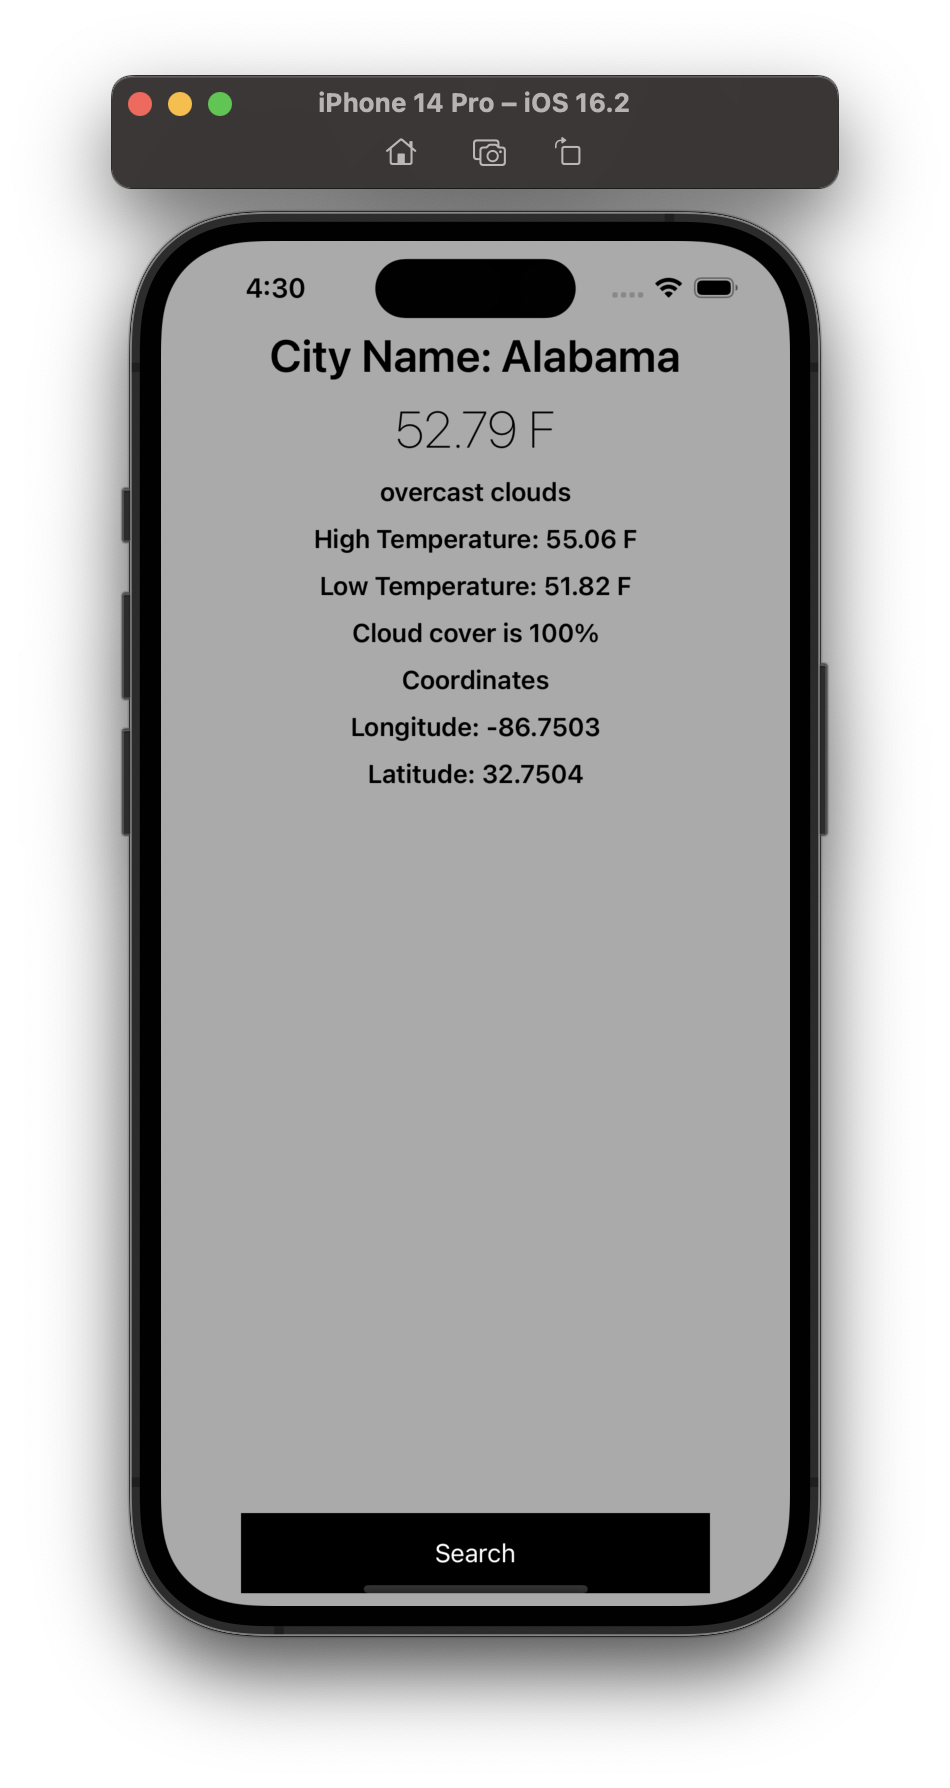 iPhone 14 Pro – iOS 16.2
4:30
City Name: Alabama
52.79 F
overcast clouds
High Temperature: 55.06 F
Low Temperature: 51.82 F
Cloud cover is 100%
Coordinates
Longitude: -86.7503
Latitude: 32.7504
Search